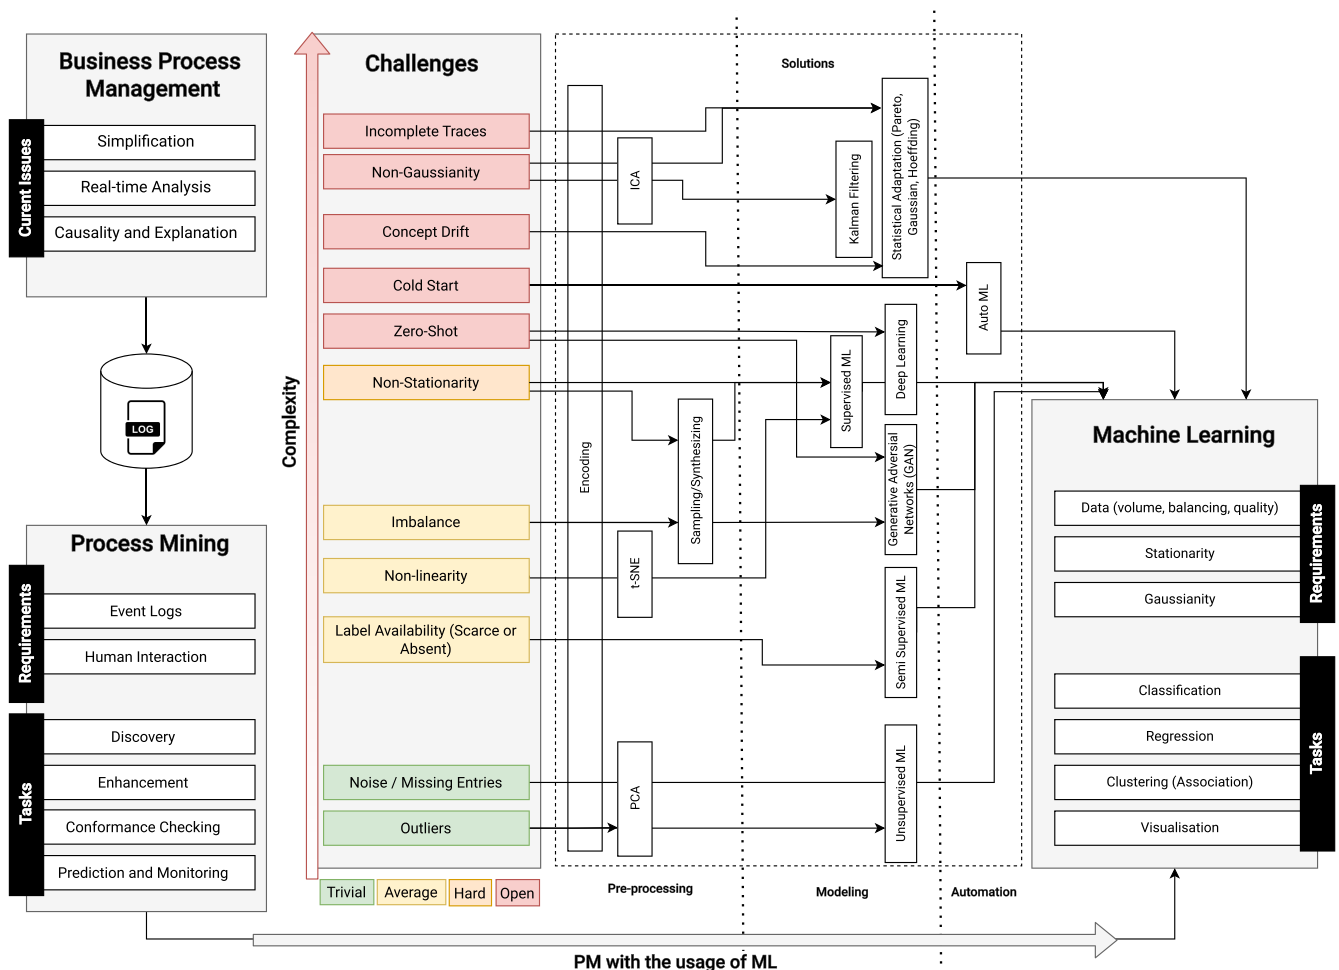 Business Process
Management
Curent Issues
Simplification
Real-time Analysis
Causality and Explanation
LOG
Process Mining
Requirements
Event Logs
Human Interaction
Tasks
Discovery
Enhancement
Conformance Checking
Prediction and Monitoring
Complexity
Challenges
Incomplete Traces
Non-Gaussianity
Concept Drift
Cold Start
Zero-Shot
Non-Stationarity
Imbalance
Non-linearity
Label Availability (Scarce or
Absent)
Noise / Missing Entries
Outliers
Trivial
Average
Hard
Open
Solutions
Encoding
ICA
Sampling/Synthesizing
t-SNE
PCA
Kalman Filtering
Statistical Adaptation (Pareto,
Gaussian, Hoeffding)
Supervised ML
Deep Learning
Generative Adversial
Networks (GAN)
Semi Supervised ML
Unsupervised ML
Auto ML
Pre-processing
Modeling
Automation
Machine Learning
Data (volume, balancing, quality)
Stationarity
Gaussianity
Requirements
Classification
Regression
Clustering (Association)
Visualisation
Tasks
PM with the usage of ML